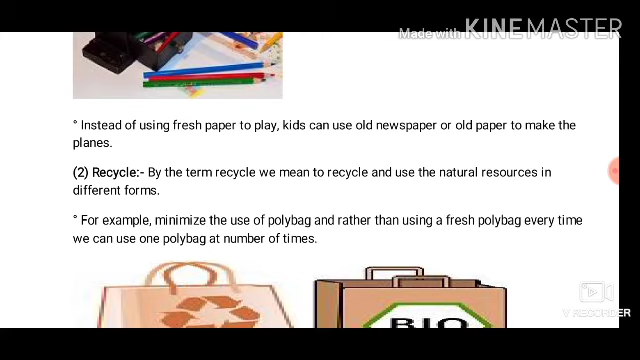 Made with KINEMASTER
° Instead of using fresh paper to play, kids can use old newspaper or old paper to make the
planes.
(2) Recycle:- By the term recycle we mean to recycle and use the natural resources in
different forms.
° For example, minimize the use of polybag and rather than using a fresh polybag every time
we can use one polybag at number of times.
BIO
V RECORDER